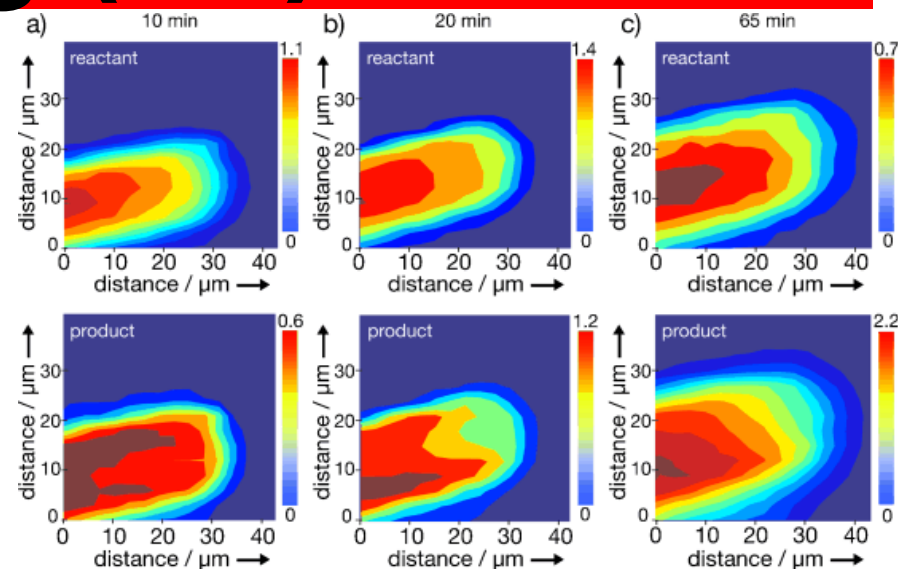 a) 10 min
b) 20 min
c) 65 min
reactant
1.1
0
distance / µm
30
20
10
0
0 10 20 30 40
distance / µm
reactant
1.4
0
distance / µm
30
20
10
0
0 10 20 30 40
distance / µm
reactant
0.7
0
distance / µm
30
20
10
0
0 10 20 30 40
distance / µm
product
0.6
0
distance / µm
30
20
10
0
0 10 20 30 40
distance / µm
product
1.2
0
distance / µm
30
20
10
0
0 10 20 30 40
distance / µm
product
2.2
0
distance / µm
30
20
10
0
0 10 20 30 40
distance / µm